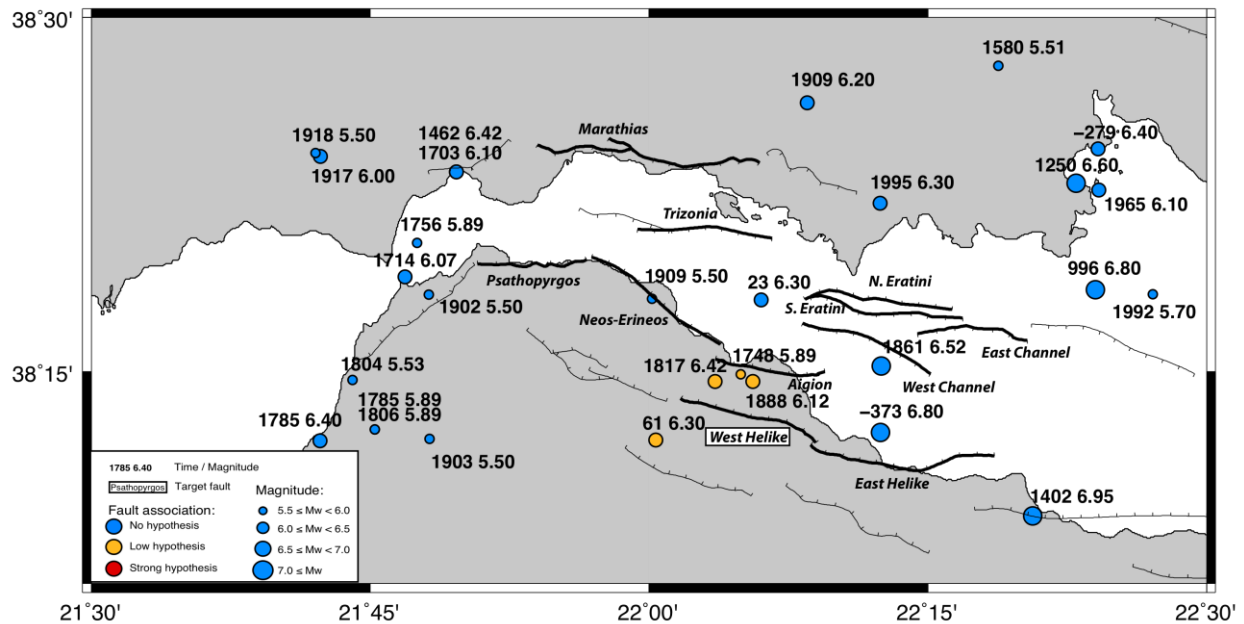 38°30'
1580 5.51
1909 6.20
1918 5.50
1462 6.42
1703 6.10
Marathias
−279 6.40
1917 6.00
1250 6.60
1965 6.10
1995 6.30
Trizonia
1756 5.89
1714 6.07
Psathopyrgos
1909 5.50
23 6.30
N. Eratini
996 6.80
1992 5.70
1902 5.50
Neos-Erineos
S. Eratini
East Channel
1861 6.52
38°15'
1804 5.53
1817 6.42
1748 5.89
Aigion
1888 6.12
West Channel
1785 5.89
1806 5.89
1785 6.40
−373 6.80
61 6.30
West Helike
1903 5.50
East Helike
1402 6.95
1785 6.40 Time / Magnitude
Psathopyrgos Target fault
Fault association:
No hypothesis
Low hypothesis
Strong hypothesis
Magnitude:
5.5 ≤ Mw < 6.0
6.0 ≤ Mw < 6.5
6.5 ≤ Mw < 7.0
7.0 ≤ Mw
21°30'
21°45'
22°00'
22°15'
22°30'